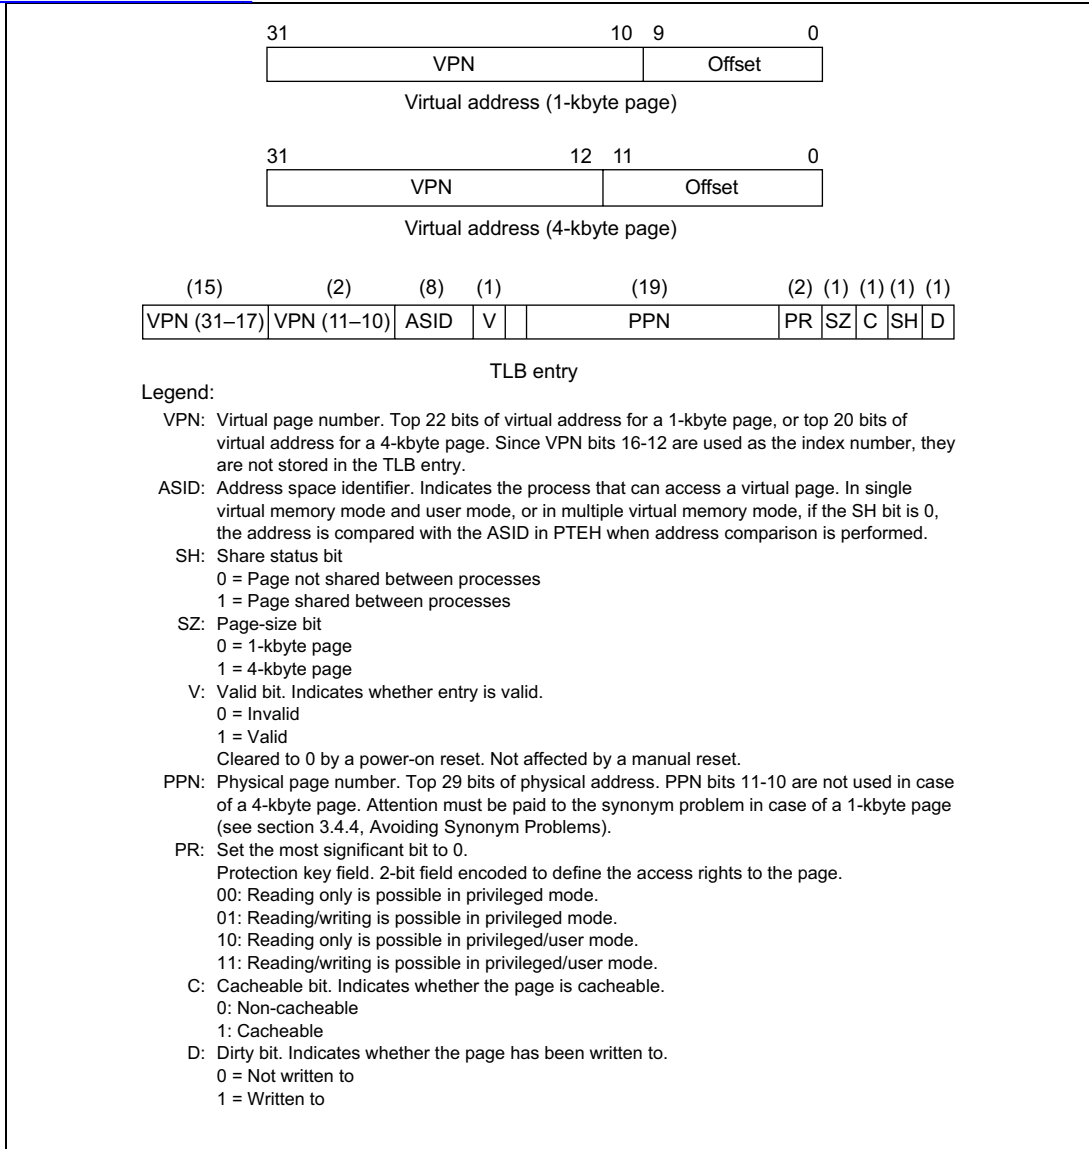 31 10 9 0
VPN Offset
Virtual address (1-kbyte page)
31 12 11 0
VPN Offset
Virtual address (4-kbyte page)
(15) (2) (8) (1) (19) (2) (1) (1) (1) (1)
VPN (31–17) VPN (11–10) ASID V PPN PR SZ C SH D
TLB entry
Legend:
VPN: Virtual page number. Top 22 bits of virtual address for a 1-kbyte page, or top 20 bits of
virtual address for a 4-kbyte page. Since VPN bits 16-12 are used as the index number, they
are not stored in the TLB entry.
ASID: Address space identifier. Indicates the process that can access a virtual page. In single
virtual memory mode and user mode, or in multiple virtual memory mode, if the SH bit is 0,
the address is compared with the ASID in PTEH when address comparison is performed.
SH: Share status bit
0 = Page not shared between processes
1 = Page shared between processes
SZ: Page-size bit
0 = 1-kbyte page
1 = 4-kbyte page
V: Valid bit. Indicates whether entry is valid.
0 = Invalid
1 = Valid
Cleared to 0 by a power-on reset. Not affected by a manual reset.
PPN: Physical page number. Top 29 bits of physical address. PPN bits 11-10 are not used in case
of a 4-kbyte page. Attention must be paid to the synonym problem in case of a 1-kbyte page
(see section 3.4.4, Avoiding Synonym Problems).
PR: Set the most significant bit to 0.
Protection key field. 2-bit field encoded to define the access rights to the page.
00: Reading only is possible in privileged mode.
01: Reading/writing is possible in privileged mode.
10: Reading only is possible in privileged/user mode.
11: Reading/writing is possible in privileged/user mode.
C: Cacheable bit. Indicates whether the page is cacheable.
0: Non-cacheable
1: Cacheable
D: Dirty bit. Indicates whether the page has been written to.
0 = Not written to
1 = Written to